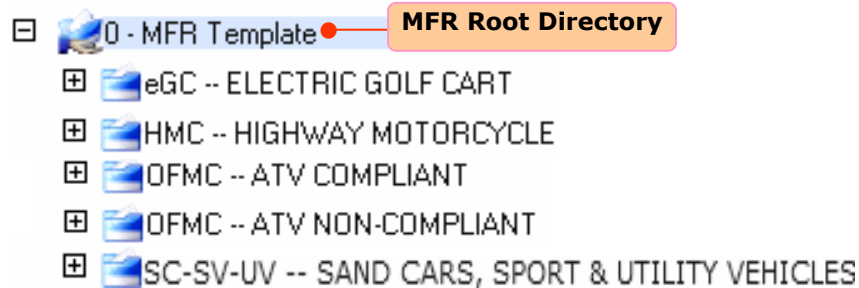 0 - MFR Template MFR Root Directory
eGC -- ELECTRIC GOLF CART
HMC -- HIGHWAY MOTORCYCLE
OFMC -- ATV COMPLIANT
OFMC -- ATV NON-COMPLIANT
SC-SV-UV -- SAND CARS, SPORT & UTILITY VEHICLES